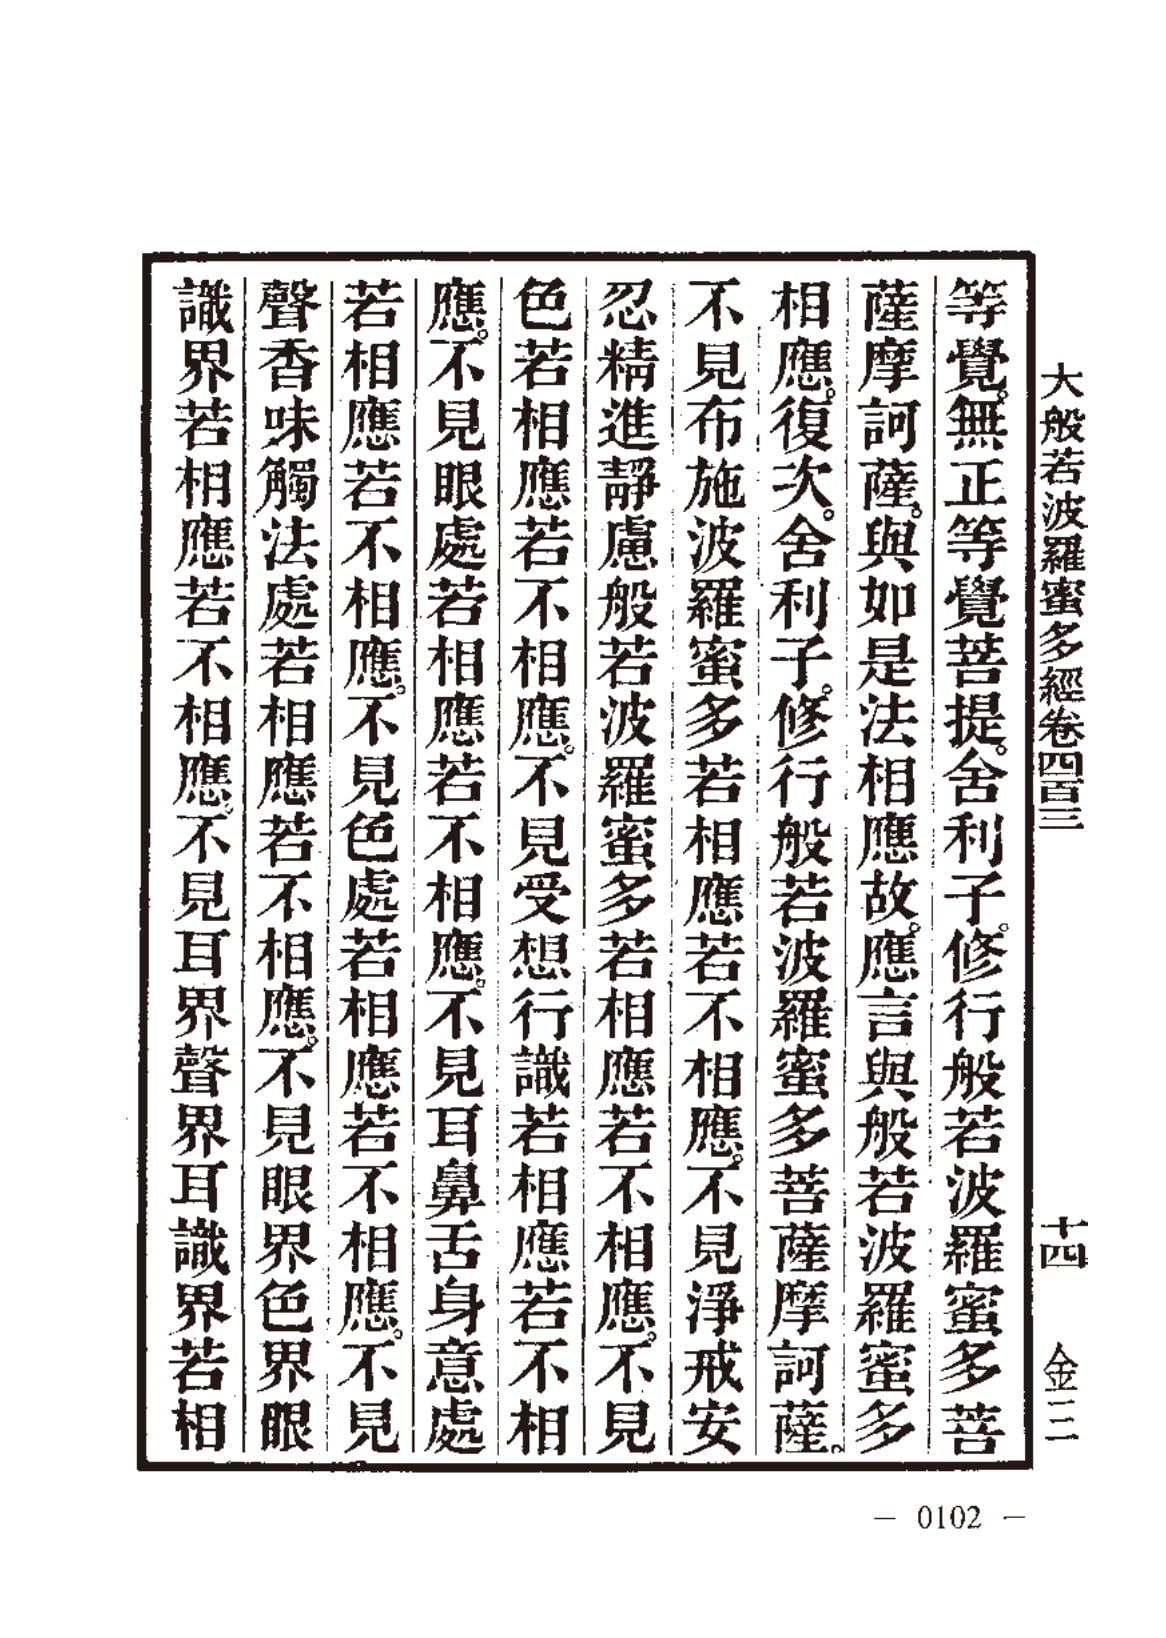 大般若波羅蜜多經卷四百三　十四　金三
等覺。無正等覺菩提。舍利子。修行般若波羅蜜多菩
薩摩訶薩。與如是法相應故。應言與般若波羅蜜多
相應。復次。舍利子。修行般若波羅蜜多菩薩摩訶薩。
不見布施波羅蜜多若相應若不相應。不見淨戒安
忍精進靜慮般若波羅蜜多若相應若不相應。不見
色若相應若不相應。不見受想行識若相應若不相
應。不見眼處若相應若不相應。不見耳鼻舌身意處
若相應若不相應。不見色處若相應若不相應。不見
聲香味觸法處若相應若不相應。不見眼界色界眼
識界若相應若不相應。不見耳界聲界耳識界若相
— 0102 —